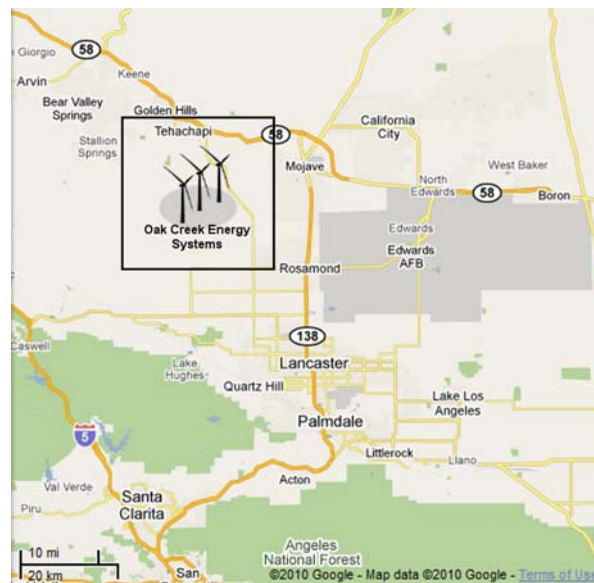 58
n Giorgio
Keene
Arvin
Bear Valley
Springs
Golden Hills
Tehachapi
Stallion
Springs
58
California
City
Mojave
West Baker
North
Edwards
58
Boron
Oak Creek Energy
Systems
Edwards
Edwards
AFB
Rosamond
138
Caswell
Lake
Hughes
Lancaster
Quartz Hill
Lake Los
Angeles
Palmdale
5
Littlerock
Llano
Acton
Val Verde
Piru
Santa
Clarita
Angeles
National Forest
10 mi
20 km
San
©2010 Google - Map data ©2010 Google - Terms of Use